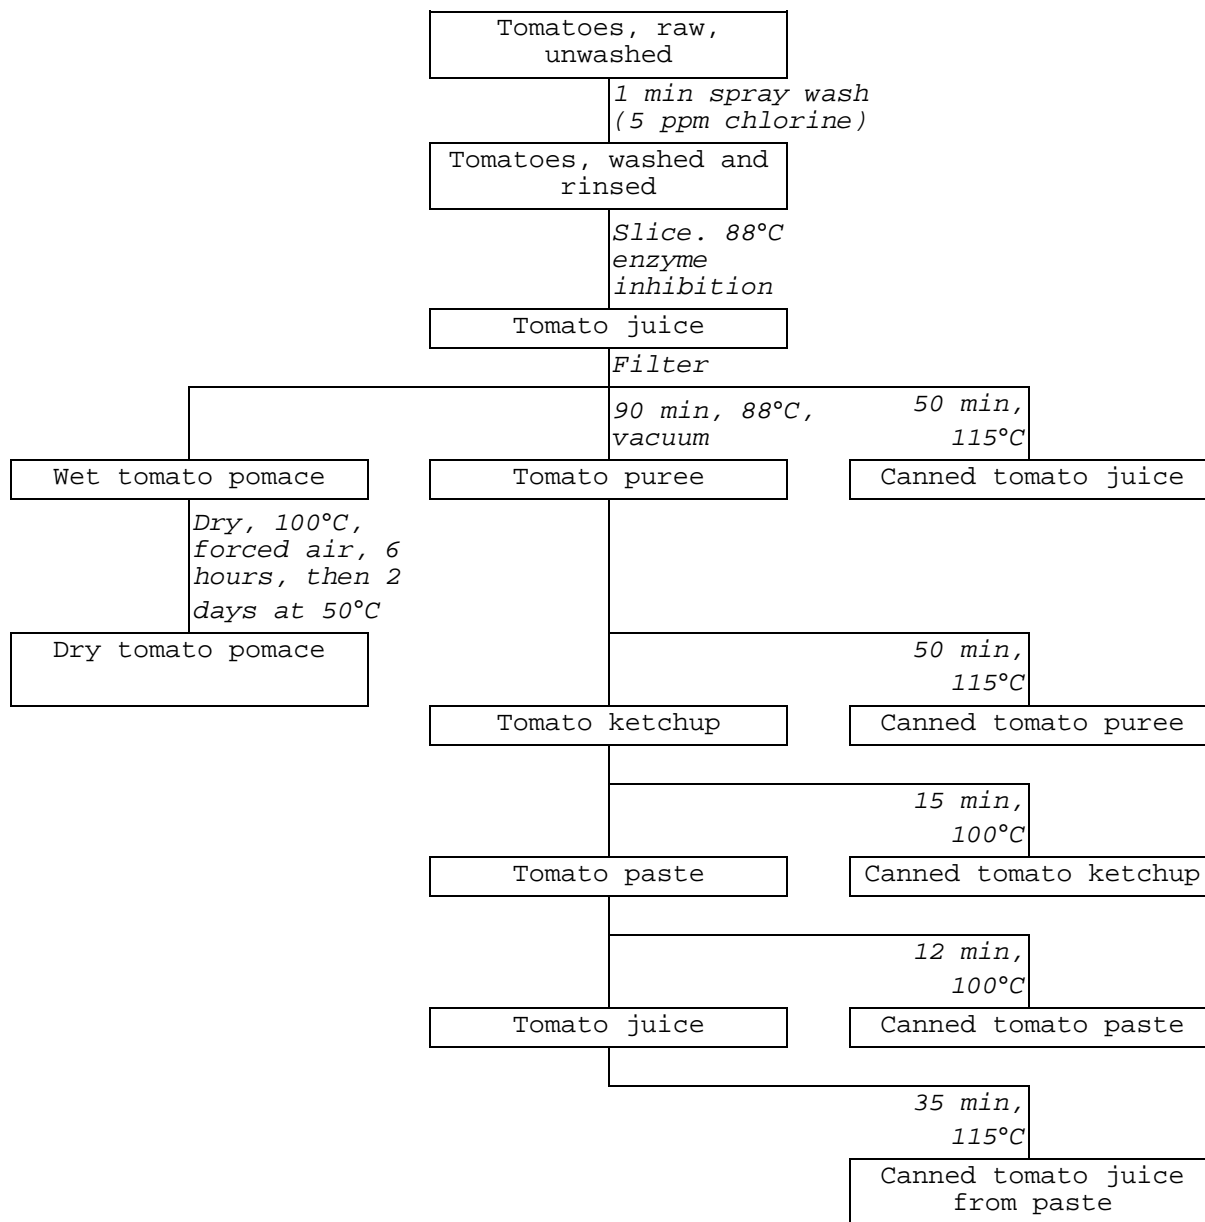 Tomatoes, raw,
unwashed
1 min spray wash
(5 ppm chlorine)
Tomatoes, washed and
rinsed
Slice. 88°C
enzyme
inhibition
Tomato juice
Filter
90 min, 88°C,
vacuum
50 min,
115°C
Wet tomato pomace
Tomato puree
Canned tomato juice
Dry, 100°C,
forced air, 6
hours, then 2
days at 50°C
Dry tomato pomace
50 min,
115°C
Tomato ketchup
Canned tomato puree
15 min,
100°C
Tomato paste
Canned tomato ketchup
12 min,
100°C
Tomato juice
Canned tomato paste
35 min,
115°C
Canned tomato juice
from paste